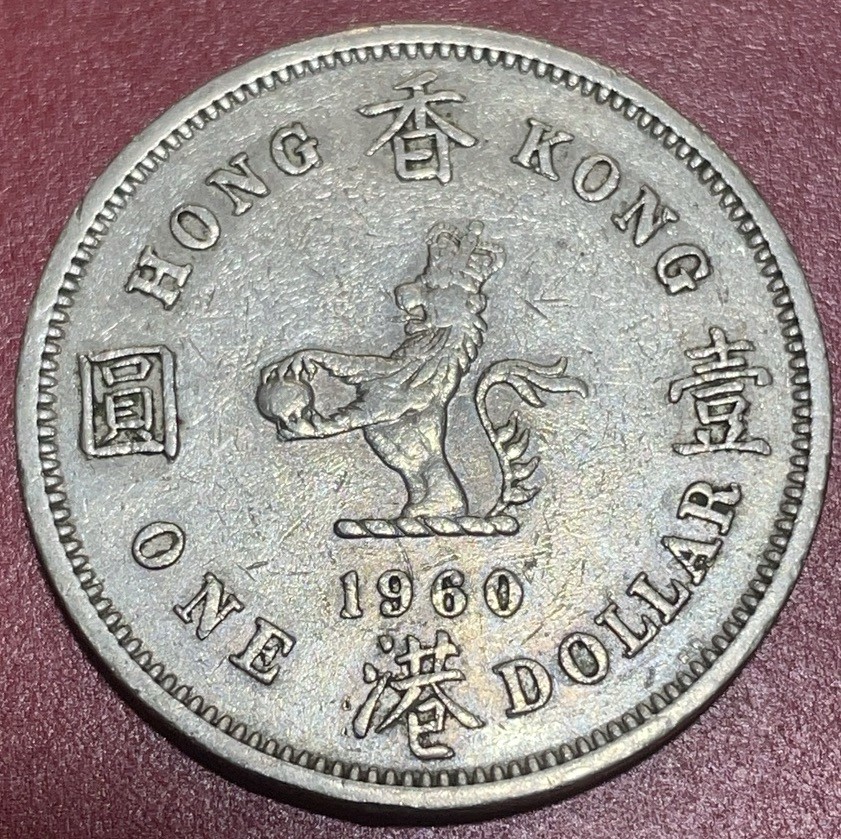 HONG KONG
香港
壹圓
1960
ONE DOLLAR